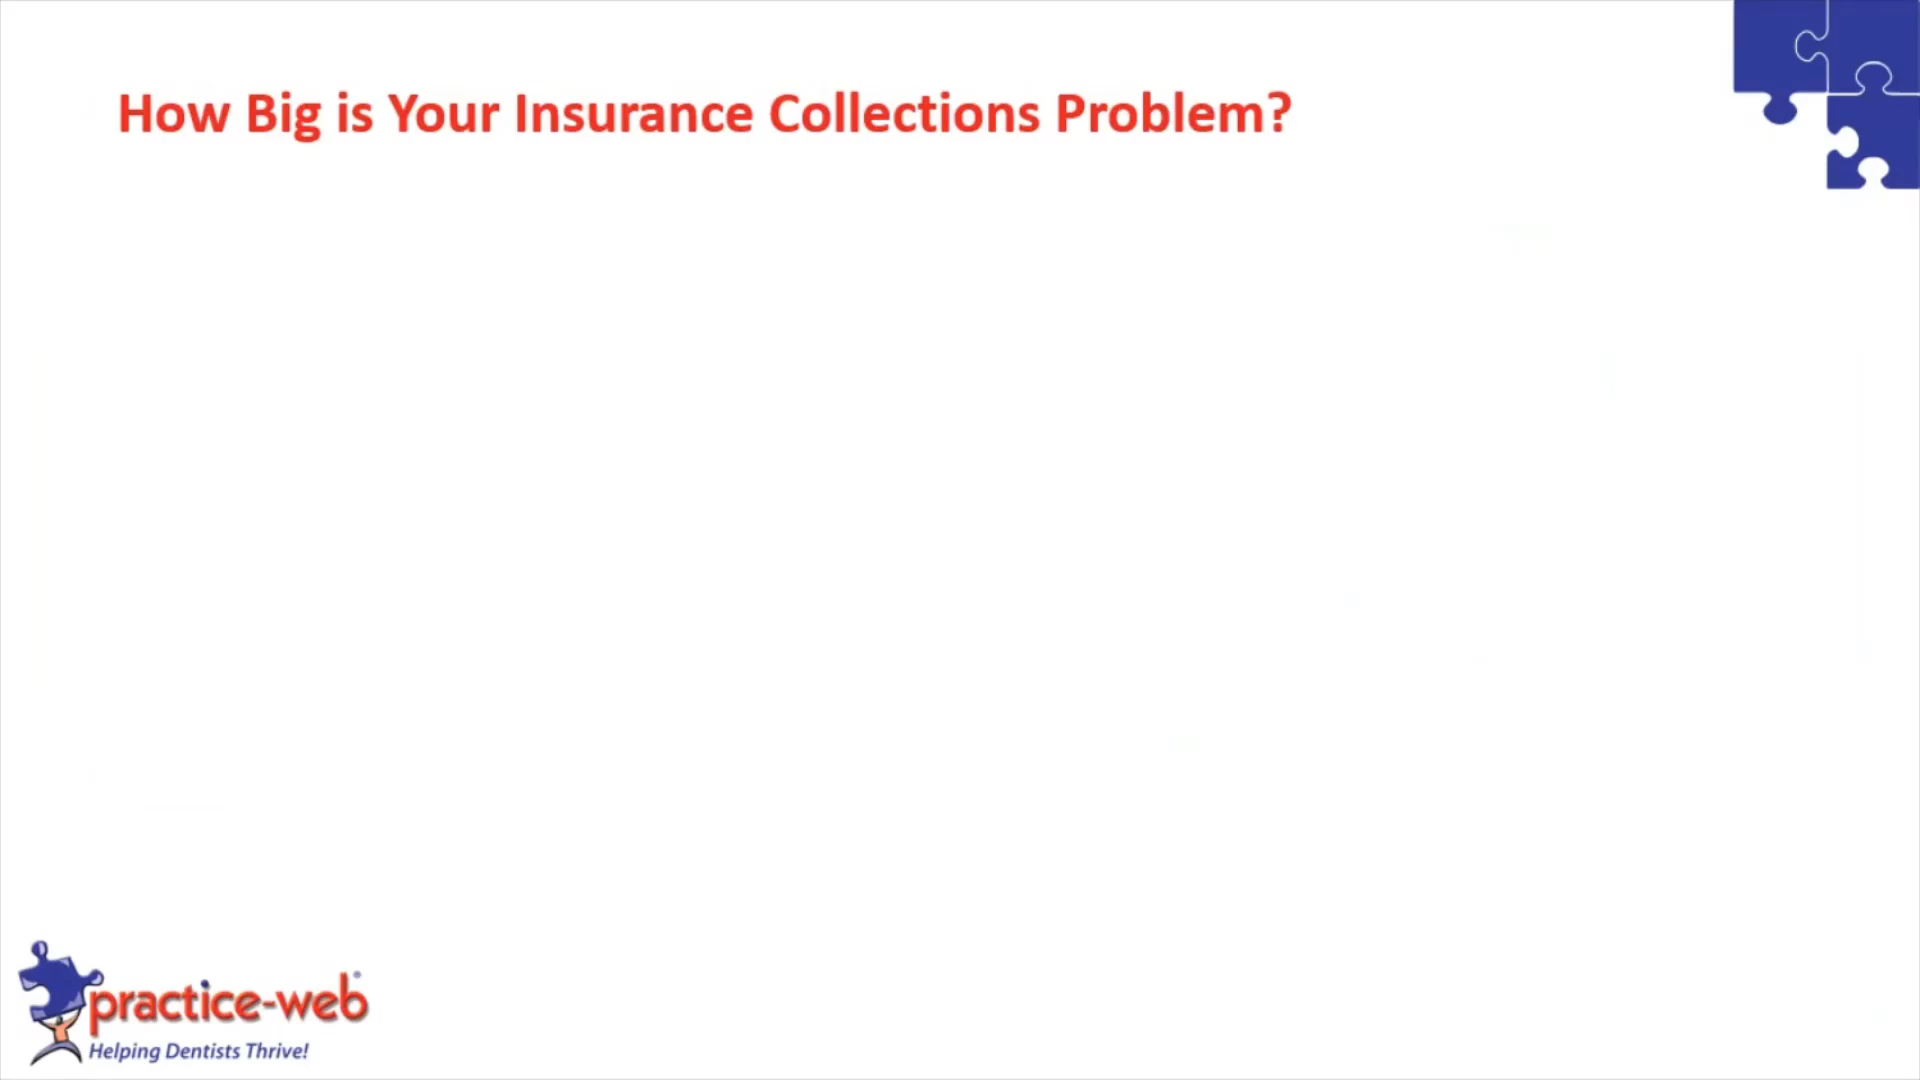 How Big is Your Insurance Collections Problem?
practice-web®
Helping Dentists Thrive!